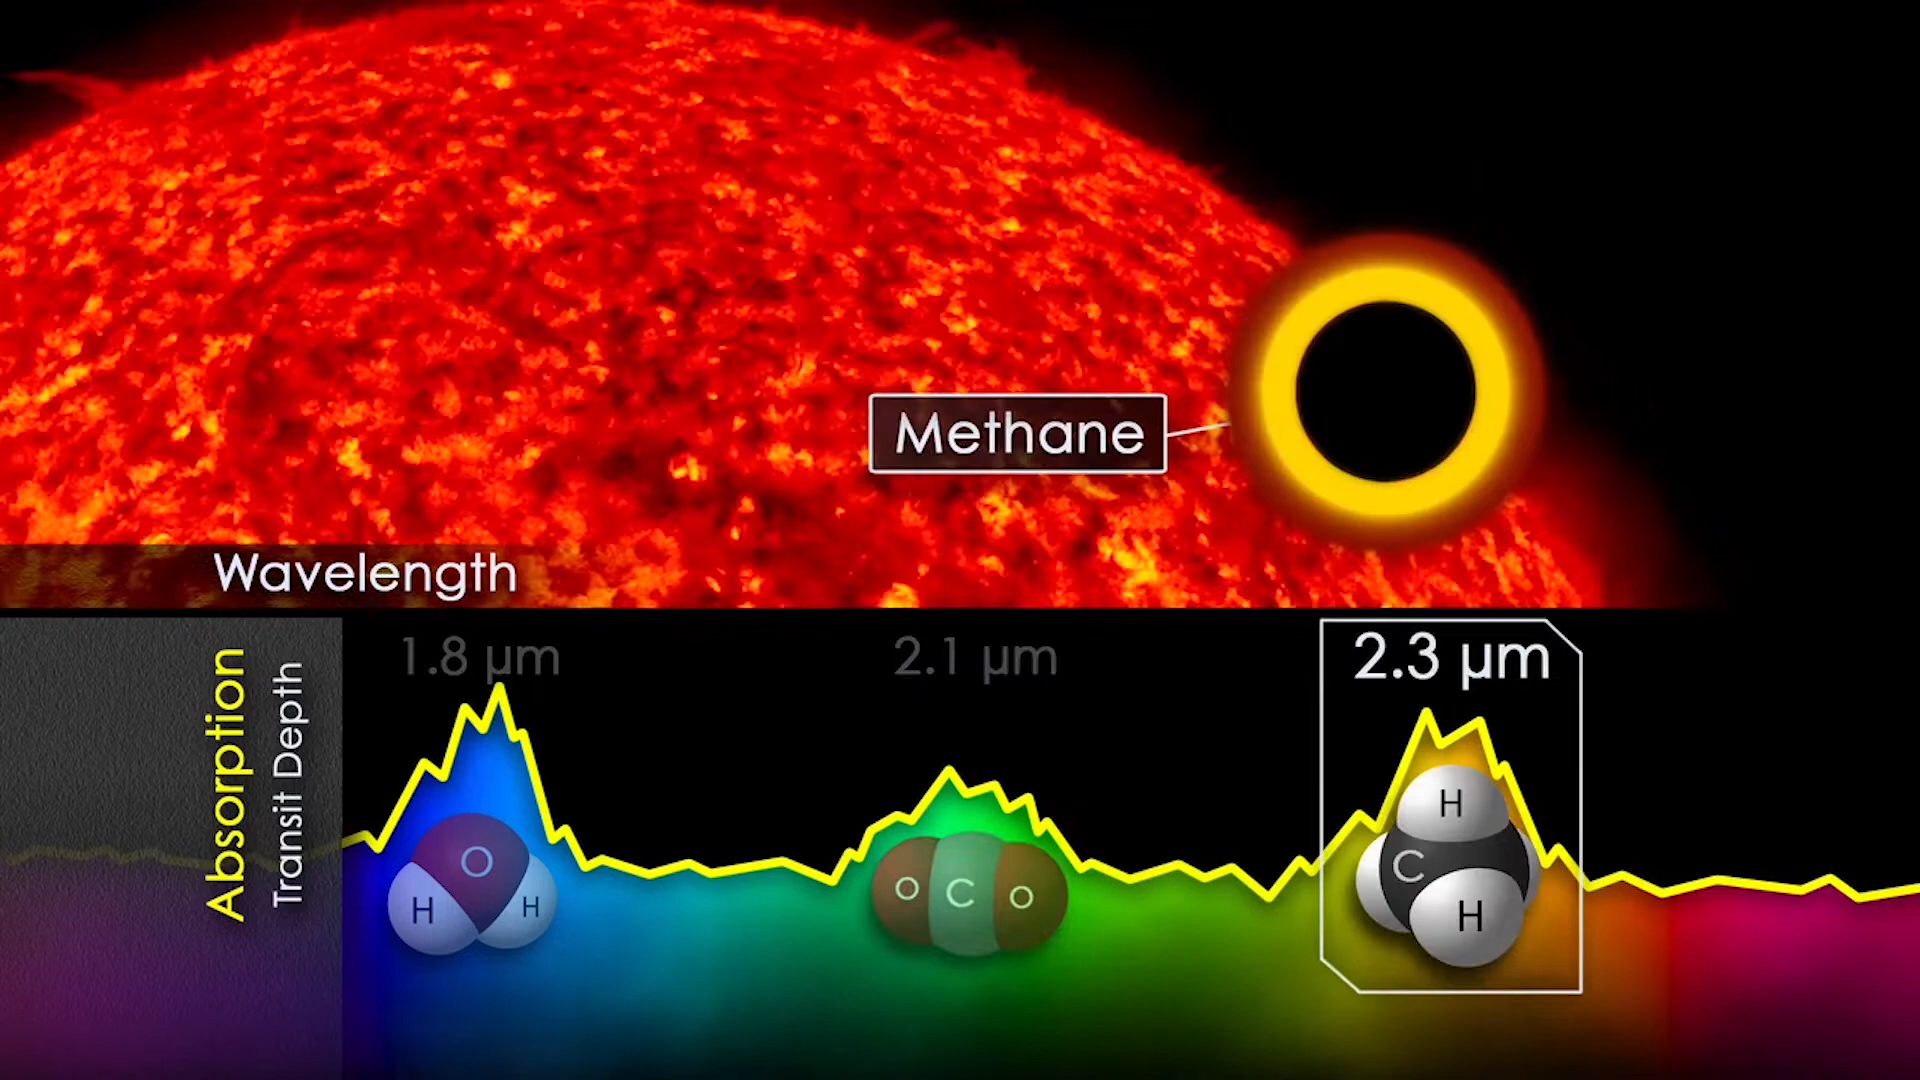 Methane
Wavelength
1.8 μm
2.1 μm
2.3 μm
Absorption
Transit Depth
O
H
H
O
C
O
H
C
H